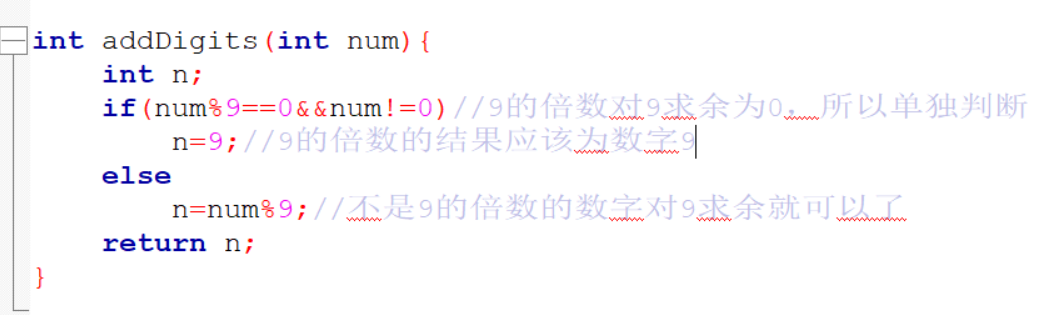 int addDigits(int num){
    int n;
    if(num%9==0&&num!=0)//9的倍数对9求余为0，所以单独判断
        n=9;//9的倍数的结果应该为数字9
    else
        n=num%9;//不是9的倍数的数字对9求余就可以了
    return n;
}